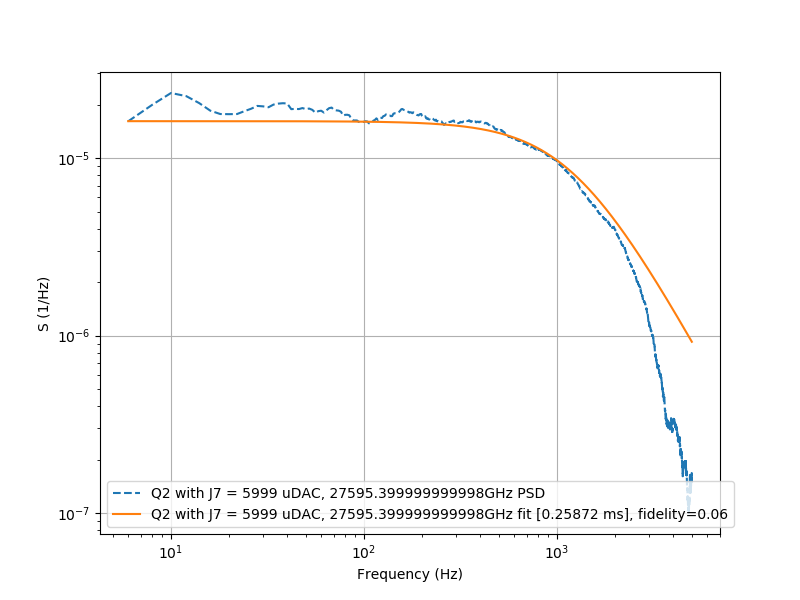 10⁻⁵
10⁻⁶
10⁻⁷
S (1/Hz)
Q2 with J7 = 5999 uDAC, 27595.399999999998GHz PSD
Q2 with J7 = 5999 uDAC, 27595.399999999998GHz fit [0.25872 ms], fidelity=0.06
10¹ 10² 10³
Frequency (Hz)